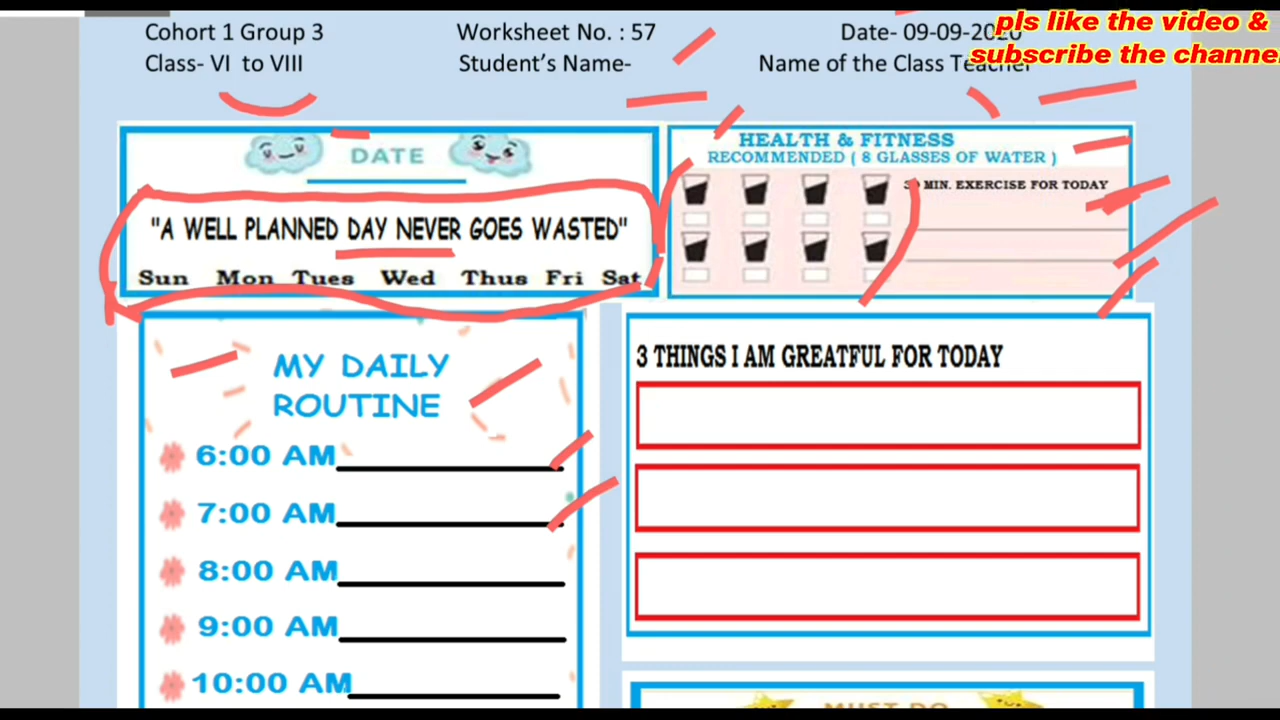 Cohort 1 Group 3
Worksheet No. : 57
Date- 09-09-2020
pls like the video &
subscribe the channel
Class- VI to VIII
Student's Name-
Name of the Class Teacher
DATE
"A WELL PLANNED DAY NEVER GOES WASTED"
Sun Mon Tues Wed Thus Fri Sat
HEALTH & FITNESS
RECOMMENDED ( 8 GLASSES OF WATER )
30 MIN. EXERCISE FOR TODAY
MY DAILY
ROUTINE
6:00 AM
7:00 AM
8:00 AM
9:00 AM
10:00 AM
3 THINGS I AM GREATFUL FOR TODAY
MUST DO